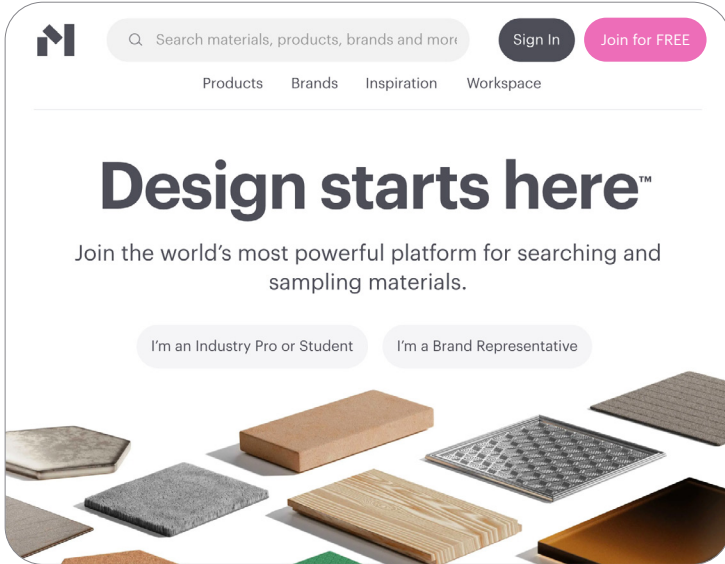 Search materials, products, brands and more
Sign In
Join for FREE
Products Brands Inspiration Workspace
Design starts here™
Join the world's most powerful platform for searching and
sampling materials.
I'm an Industry Pro or Student
I'm a Brand Representative